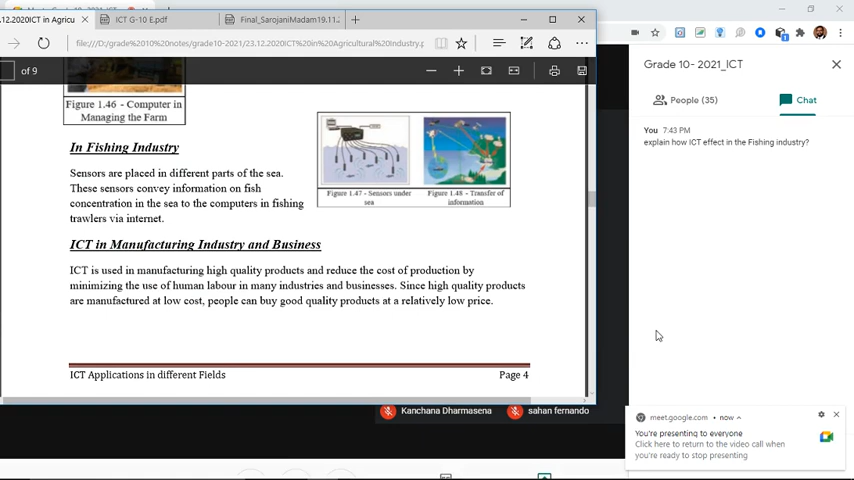 .12.2020ICT in Agricu
ICT G-10 E.pdf
Final_SarojaniMadam19.11.2
file:///D:/grade%2010%20notes/grade10-2021/23.12.2020ICT%20in%20Agricultural%20Industry.p
of 9
Figure 1.46 - Computer in
Managing the Farm
In Fishing Industry
Sensors are placed in different parts of the sea.
These sensors convey information on fish
concentration in the sea to the computers in fishing
trawlers via internet.
Figure 1.47 - Sensors under
sea
Figure 1.48 - Transfer of
information
ICT in Manufacturing Industry and Business
ICT is used in manufacturing high quality products and reduce the cost of production by
minimizing the use of human labour in many industries and businesses. Since high quality products
are manufactured at low cost, people can buy good quality products at a relatively low price.
ICT Applications in different Fields
Page 4
Kanchana Dharmasena
sahan fernando
Grade 10- 2021_ICT
People (35)
Chat
You 7:43 PM
explain how ICT effect in the Fishing industry?
meet.google.com • now
You're presenting to everyone
Click here to return to the video call when
you're ready to stop presenting